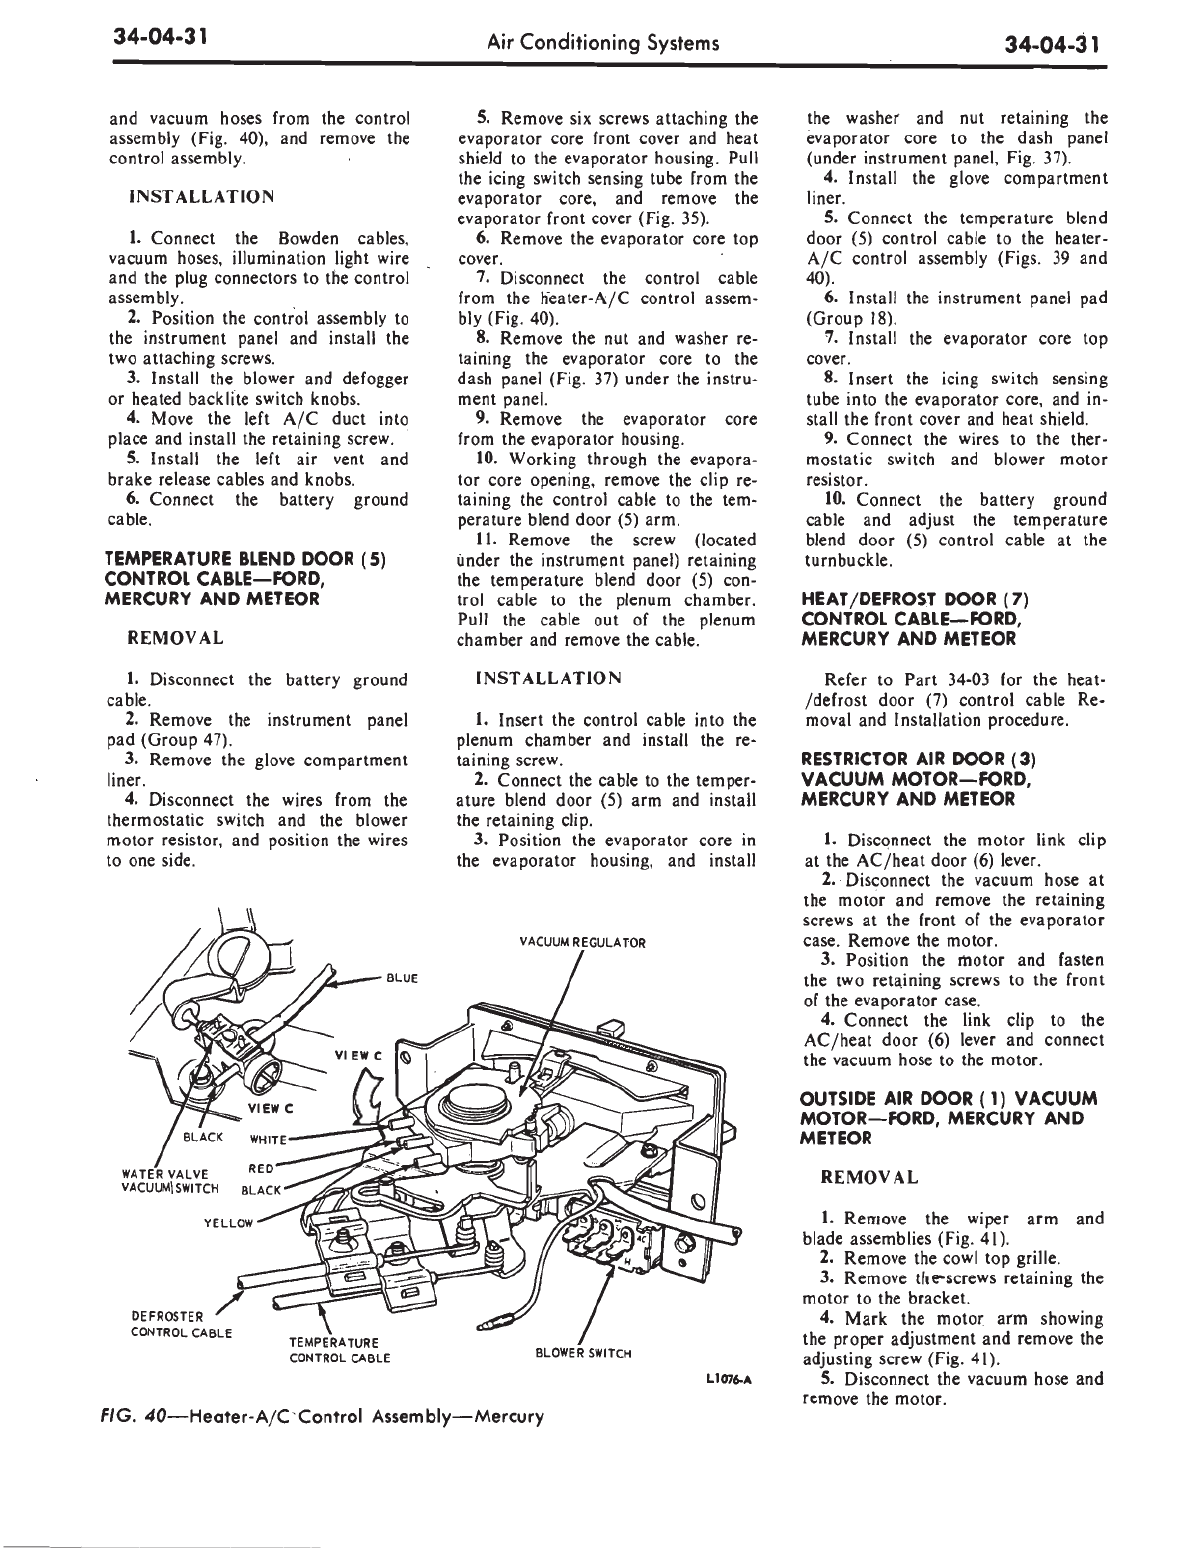 34-04-31
Air Conditioning Systems
34-04-31
and vacuum hoses from the control
assembly (Fig. 40), and remove the
control assembly.
INSTALLATION
1. Connect the Bowden cables,
vacuum hoses, illumination light wire
and the plug connectors to the control
assembly.
2. Position the control assembly to
the instrument panel and install the
two attaching screws.
3. Install the blower and defogger
or heated backlite switch knobs.
4. Move the left A/C duct into
place and install the retaining screw.
5. Install the left air vent and
brake release cables and knobs.
6. Connect the battery ground
cable.
TEMPERATURE BLEND DOOR (5)
CONTROL CABLE—FORD,
MERCURY AND METEOR
REMOVAL
1. Disconnect the battery ground
cable.
2. Remove the instrument panel
pad (Group 47).
3. Remove the glove compartment
liner.
4. Disconnect the wires from the
thermostatic switch and the blower
motor resistor, and position the wires
to one side.
5. Remove six screws attaching the
evaporator core front cover and heat
shield to the evaporator housing. Pull
the icing switch sensing tube from the
evaporator core, and remove the
evaporator front cover (Fig. 35).
6. Remove the evaporator core top
cover.
7. Disconnect the control cable
from the heater-A/C control assem-
bly (Fig. 40).
8. Remove the nut and washer re-
taining the evaporator core to the
dash panel (Fig. 37) under the instru-
ment panel.
9. Remove the evaporator core
from the evaporator housing.
10. Working through the evapora-
tor core opening, remove the clip re-
taining the control cable to the tem-
perature blend door (5) arm.
11. Remove the screw (located
under the instrument panel) retaining
the temperature blend door (5) con-
trol cable to the plenum chamber.
Pull the cable out of the plenum
chamber and remove the cable.
INSTALLATION
1. Insert the control cable into the
plenum chamber and install the re-
taining screw.
2. Connect the cable to the temper-
ature blend door (5) arm and install
the retaining clip.
3. Position the evaporator core in
the evaporator housing, and install
the washer and nut retaining the
evaporator core to the dash panel
(under instrument panel, Fig. 37).
4. Install the glove compartment
liner.
5. Connect the temperature blend
door (5) control cable to the heater-
A/C control assembly (Figs. 39 and
40).
6. Install the instrument panel pad
(Group 18).
7. Install the evaporator core top
cover.
8. Insert the icing switch sensing
tube into the evaporator core, and in-
stall the front cover and heat shield.
9. Connect the wires to the ther-
mostatic switch and blower motor
resistor.
10. Connect the battery ground
cable and adjust the temperature
blend door (5) control cable at the
turnbuckle.
HEAT/DEFROST DOOR (7)
CONTROL CABLE—FORD,
MERCURY AND METEOR
Refer to Part 34-03 for the heat-
/defrost door (7) control cable Re-
moval and Installation procedure.
RESTRICTOR AIR DOOR (3)
VACUUM MOTOR—FORD,
MERCURY AND METEOR
1. Disconnect the motor link clip
at the AC/heat door (6) lever.
2. Disconnect the vacuum hose at
the motor and remove the retaining
screws at the front of the evaporator
case. Remove the motor.
3. Position the motor and fasten
the two retaining screws to the front
of the evaporator case.
4. Connect the link clip to the
AC/heat door (6) lever and connect
the vacuum hose to the motor.
OUTSIDE AIR DOOR (1) VACUUM
MOTOR—FORD, MERCURY AND
METEOR
REMOVAL
1. Remove the wiper arm and
blade assemblies (Fig. 41).
2. Remove the cowl top grille.
3. Remove the screws retaining the
motor to the bracket.
4. Mark the motor arm showing
the proper adjustment and remove the
adjusting screw (Fig. 41).
5. Disconnect the vacuum hose and
remove the motor.
VACUUM REGULATOR
BLUE
VIEW C
VIEW C
BLACK
WHITE
WATER VALVE
VACUUM SWITCH
RED
BLACK
YELLOW
DEFROSTER
CONTROL CABLE
TEMPERATURE
CONTROL CABLE
BLOWER SWITCH
H
L1076-A
FIG. 40—Heater-A/C Control Assembly—Mercury